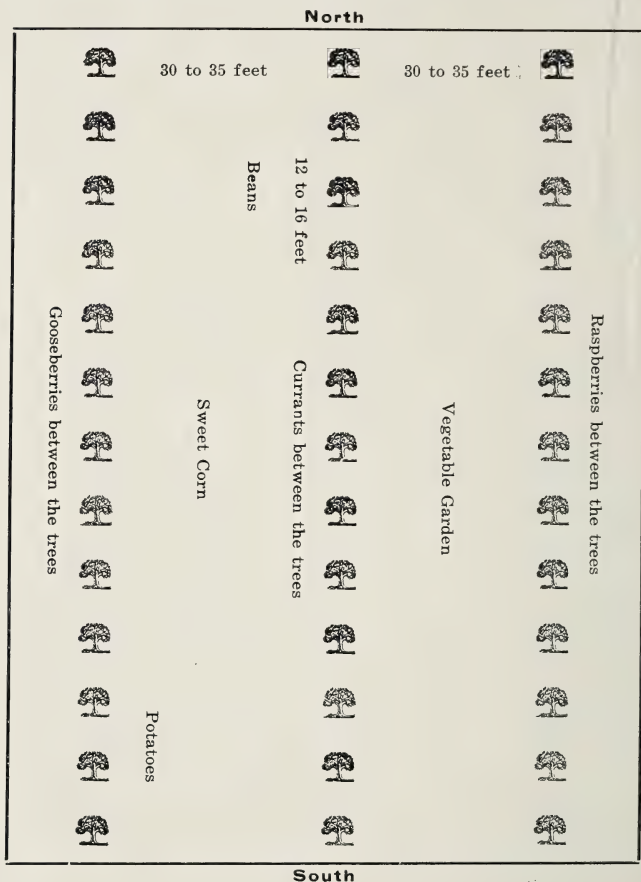 North
30 to 35 feet
30 to 35 feet
12 to 16 feet
Beans
Gooseberries between the trees
Sweet Corn
Currants between the trees
Vegetable Garden
Raspberries between the trees
Potatoes
South